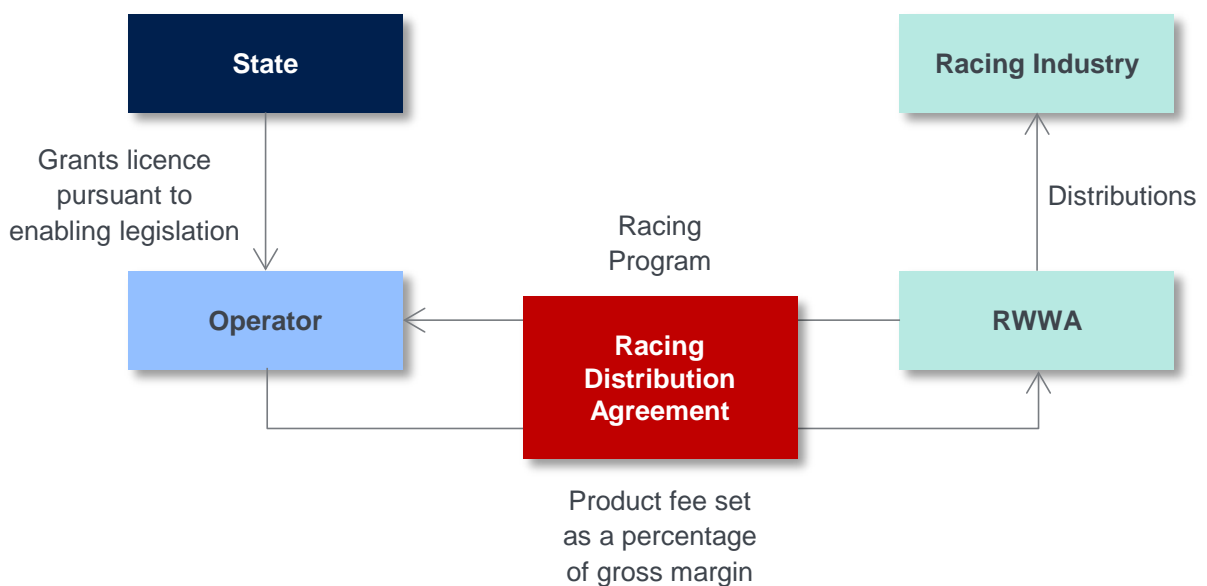 State
Racing Industry
Grants licence
pursuant to
enabling legislation
Distributions
Racing
Program
Operator
RWWA
Racing
Distribution
Agreement
Product fee set
as a percentage
of gross margin